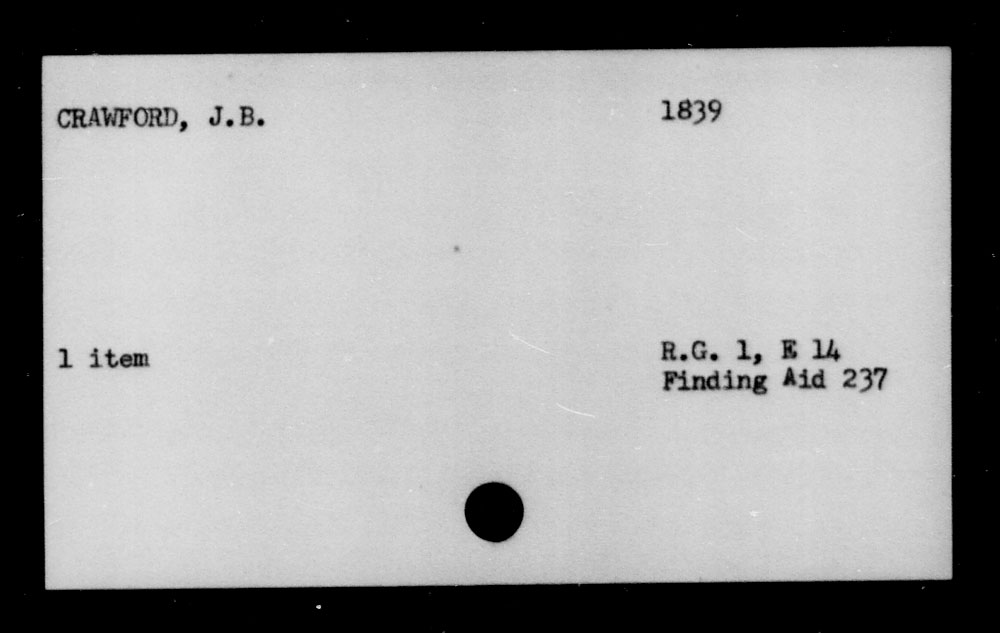 CRAWFORD, J.B.
1839
1 item
R.G. 1, E 14
Finding Aid 237